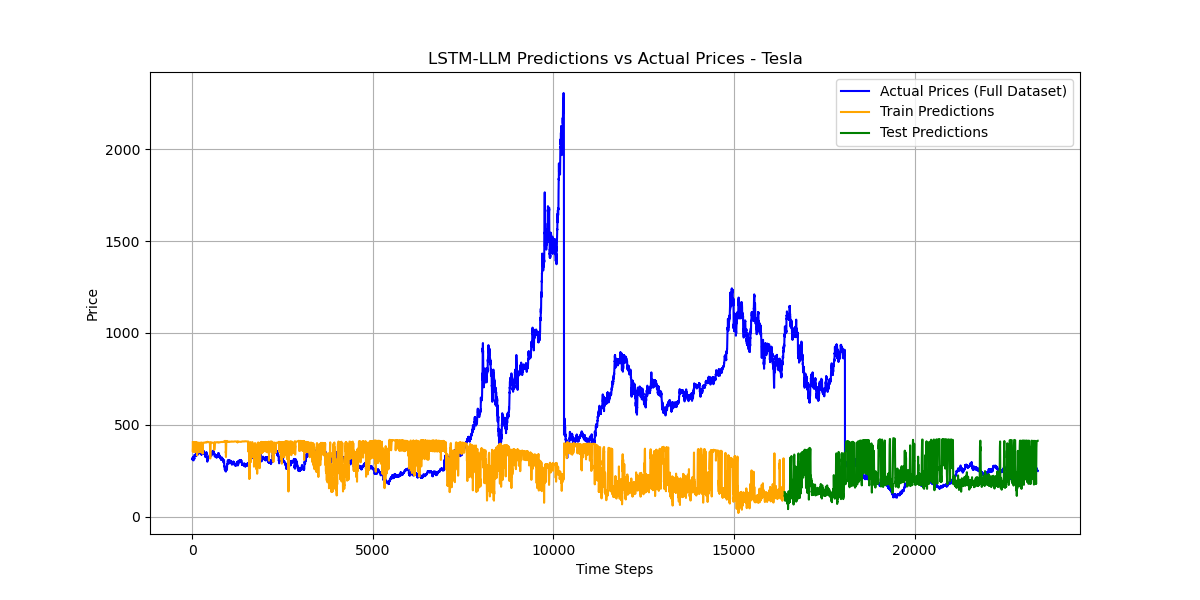 LSTM-LLM Predictions vs Actual Prices - Tesla
Actual Prices (Full Dataset)
Train Predictions
Test Predictions
2000
1500
1000
500
0
Price
0 5000 10000 15000 20000
Time Steps